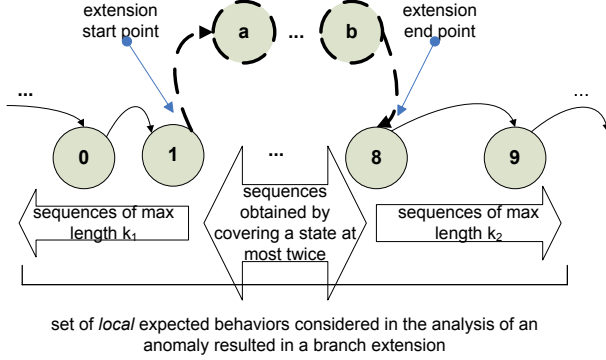 extension
start point
extension
end point
a
...
b
...
...
0
1
...
8
9
sequences of max
length k₁
sequences
obtained by
covering a state at
most twice
sequences of max
length k₂
set of local expected behaviors considered in the analysis of an
anomaly resulted in a branch extension